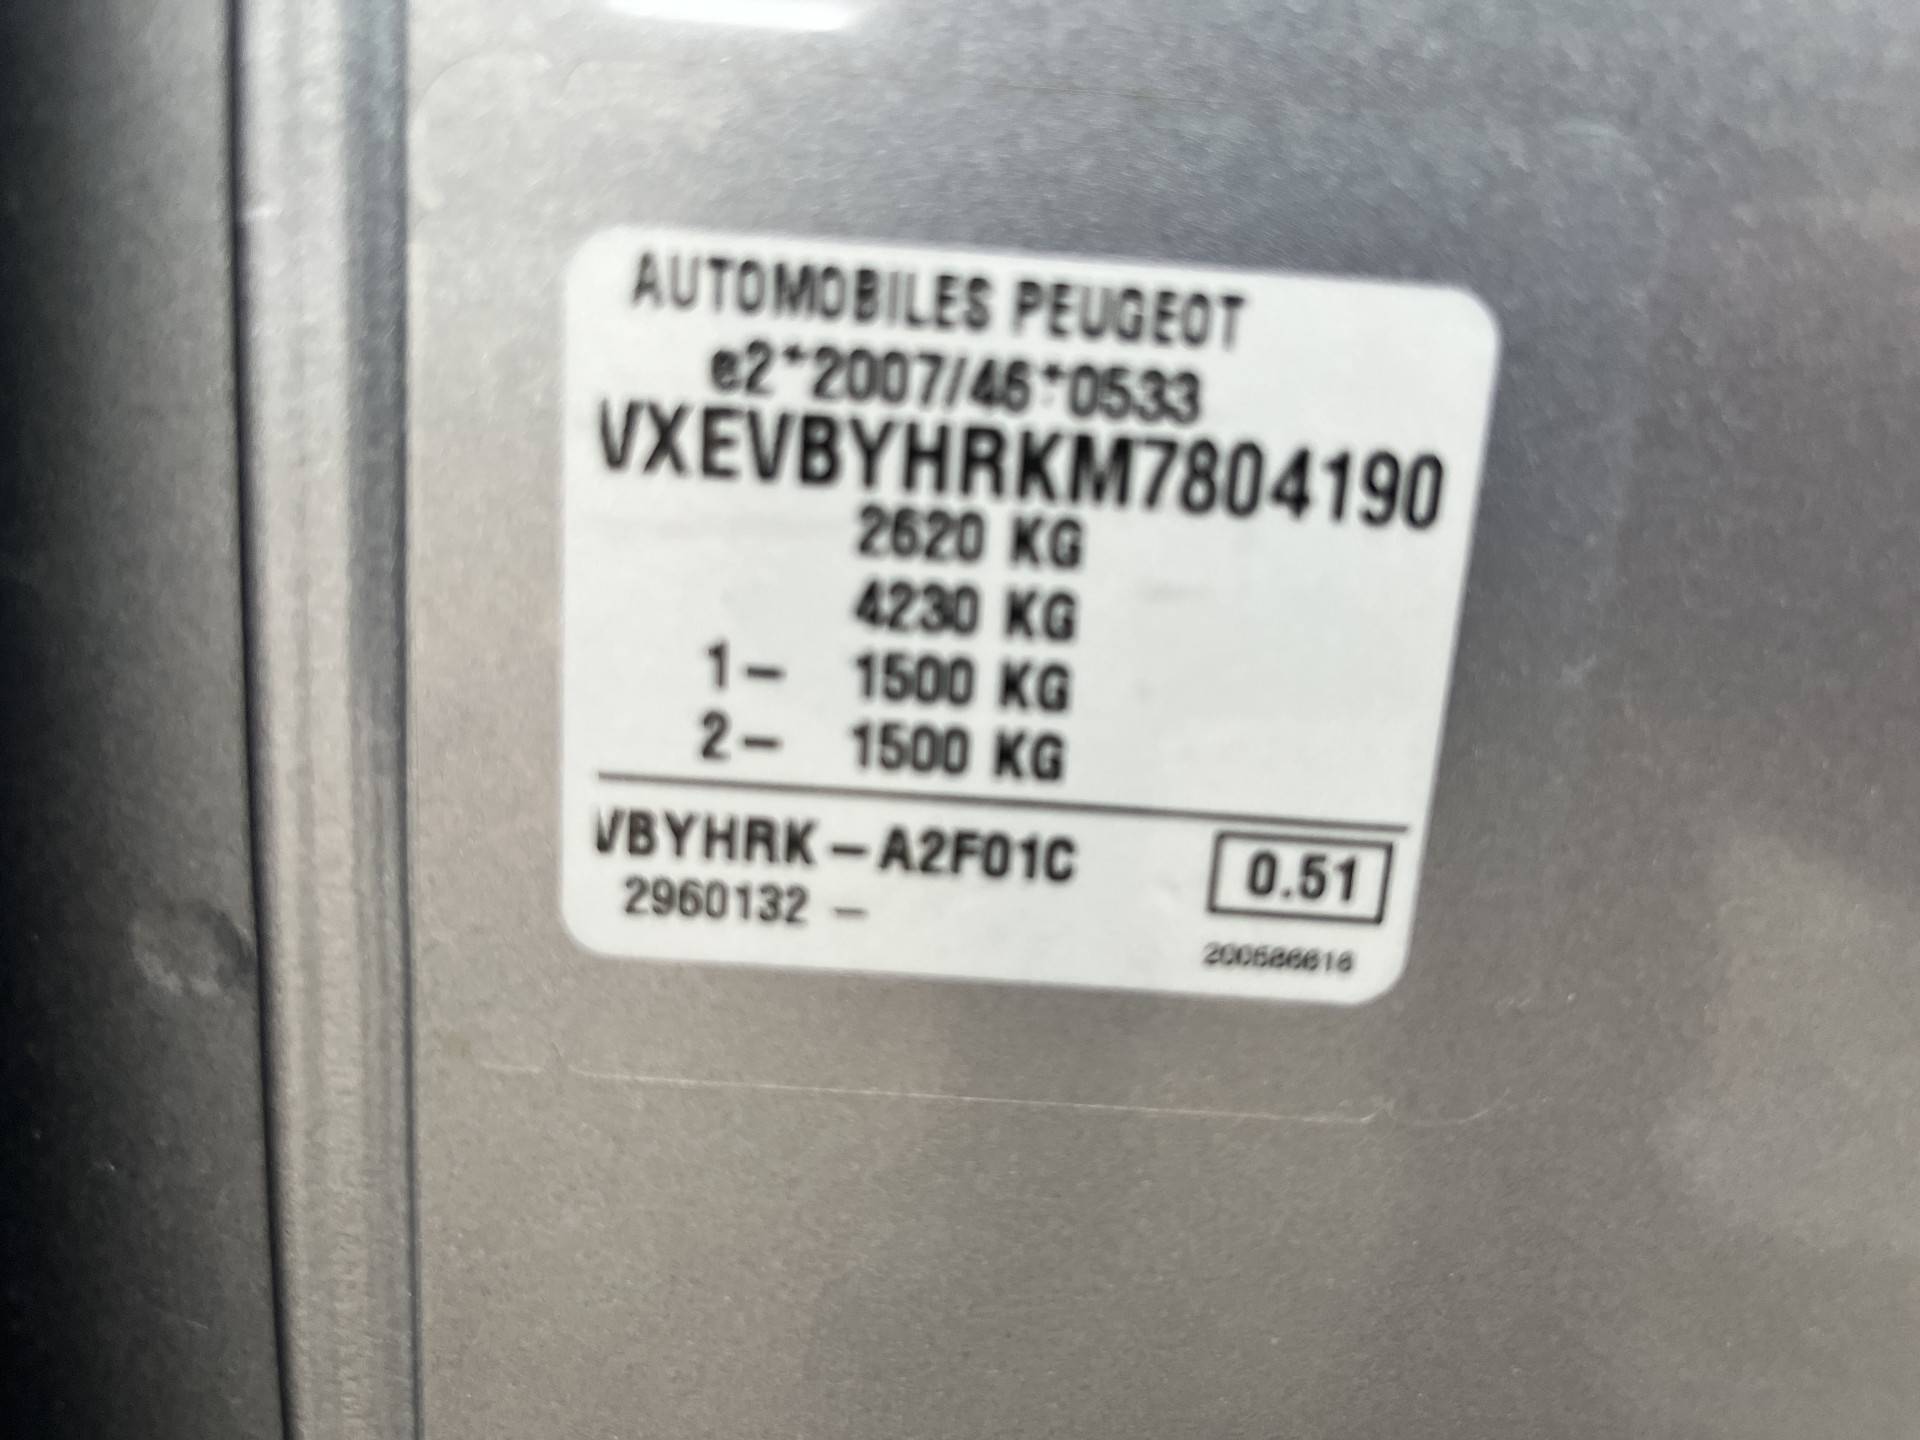 AUTOMOBILES PEUGEOT
e2*2007/46*0533
VXEVBYHRKM7804190
2620 KG
4230 KG
1- 1500 KG
2- 1500 KG
VBYHRK-A2F01C
0.51
2960132 -
200586616